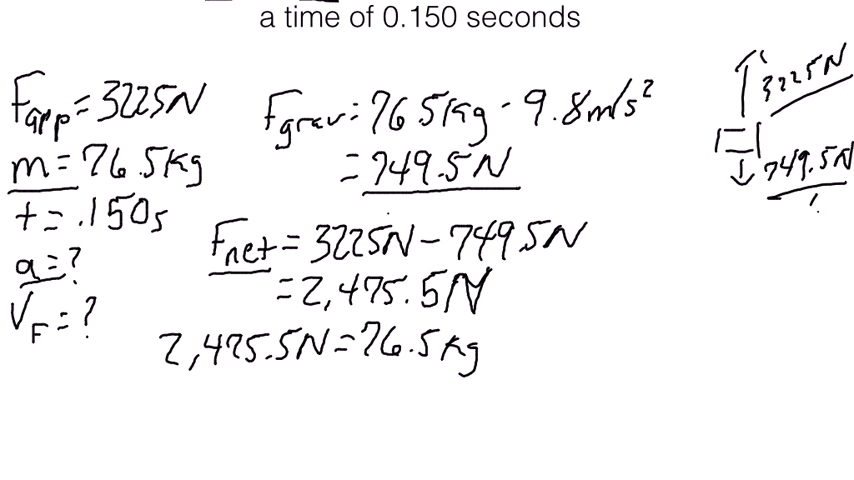 a time of 0.150 seconds
Fapp = 3225N
m = 76.5kg
t = .150s
a = ?
VF = ?
Fgrav = 76.5kg · 9.8m/s²
= 749.5N
Fnet = 3225N - 749.5N
= 2,475.5N
2,475.5N = 76.5kg
3225N
749.5N